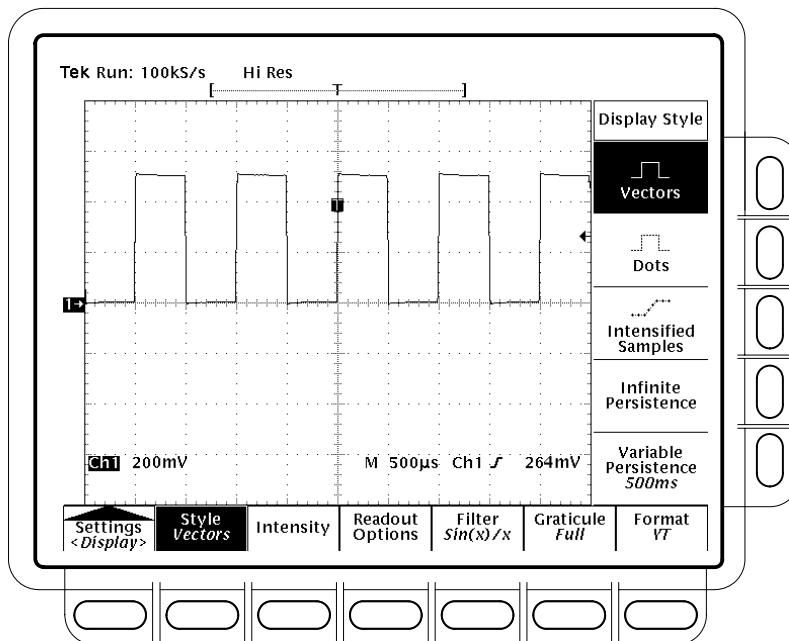 Tek Run: 100kS/s Hi Res
[ T ]
Display Style
Vectors
T
Dots
1→
Intensified
Samples
Infinite
Persistence
Variable
Persistence
500ms
Ch1 200mV M 500µs Ch1 264mV
Settings
<Display>
Style
Vectors
Intensity
Readout
Options
Filter
Sin(x)/x
Graticule
Full
Format
YT